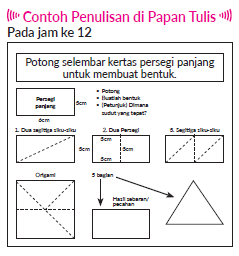 Contoh Penulisan di Papan Tulis
Pada jam ke 12
Potong selembar kertas persegi panjang
untuk membuat bentuk.
Persegi
panjang
5cm
6cm
• Potong
• Buatlah bentuk
• (Petunjuk) Dimana
sudut yang tepat?
1. Dua segitiga siku-siku
2. Dua Persegi
3. Segitiga siku-siku
5cm
5cm
5cm
5cm
Origami
5 bagian
Hasil sebaran/
pecahan